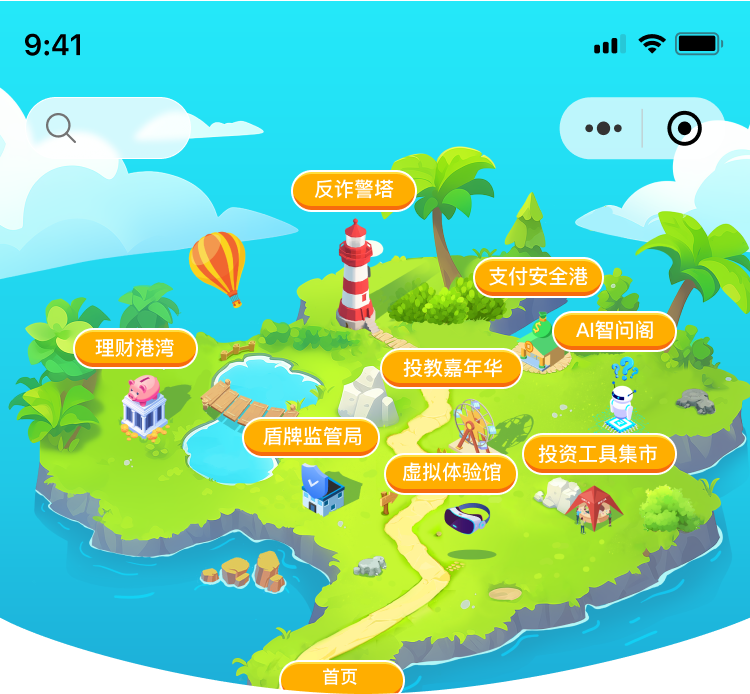 9:41
反诈警塔
支付安全港
AI智问阁
理财港湾
投教嘉年华
盾牌监管局
投资工具集市
虚拟体验馆
首页